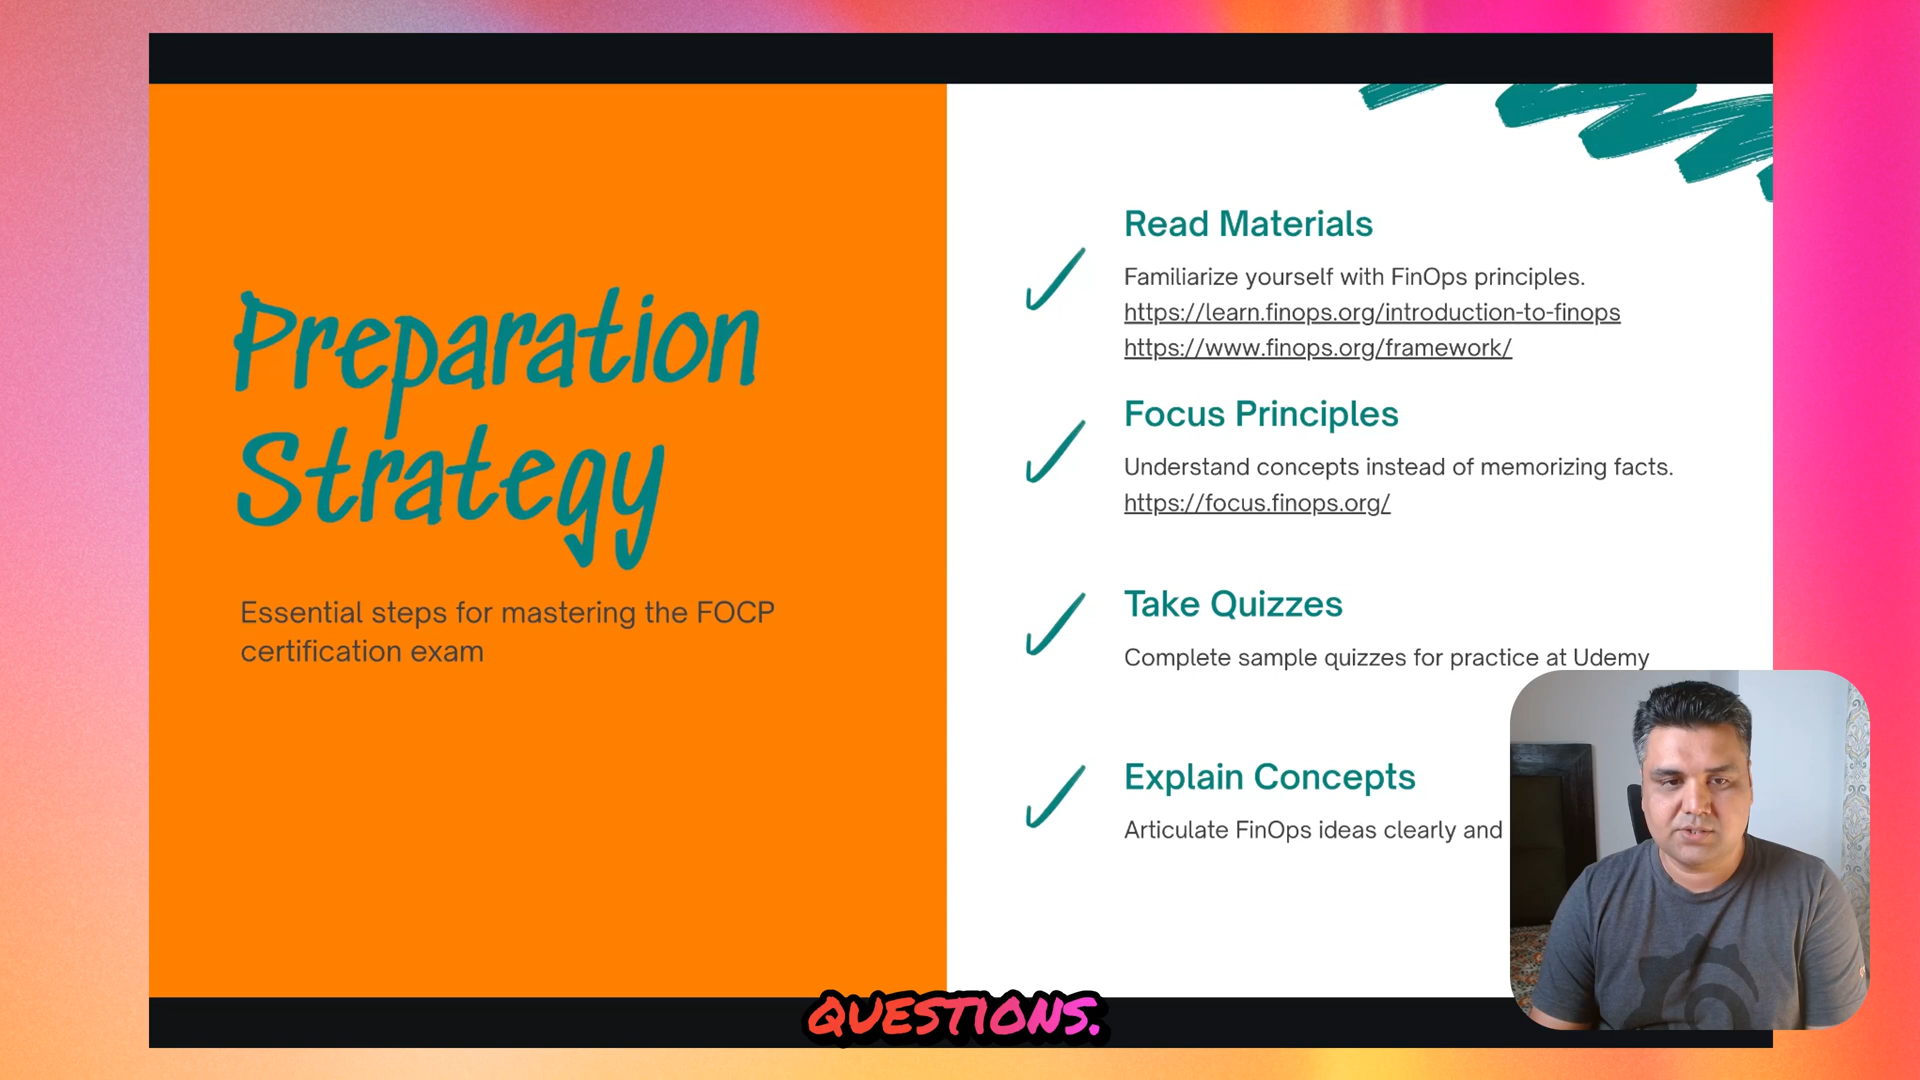 Preparation
Strategy
Essential steps for mastering the FOCP
certification exam
Read Materials
Familiarize yourself with FinOps principles.
https://learn.finops.org/introduction-to-finops
https://www.finops.org/framework/
Focus Principles
Understand concepts instead of memorizing facts.
https://focus.finops.org/
Take Quizzes
Complete sample quizzes for practice at Udemy
Explain Concepts
Articulate FinOps ideas clearly and
QUESTIONS.